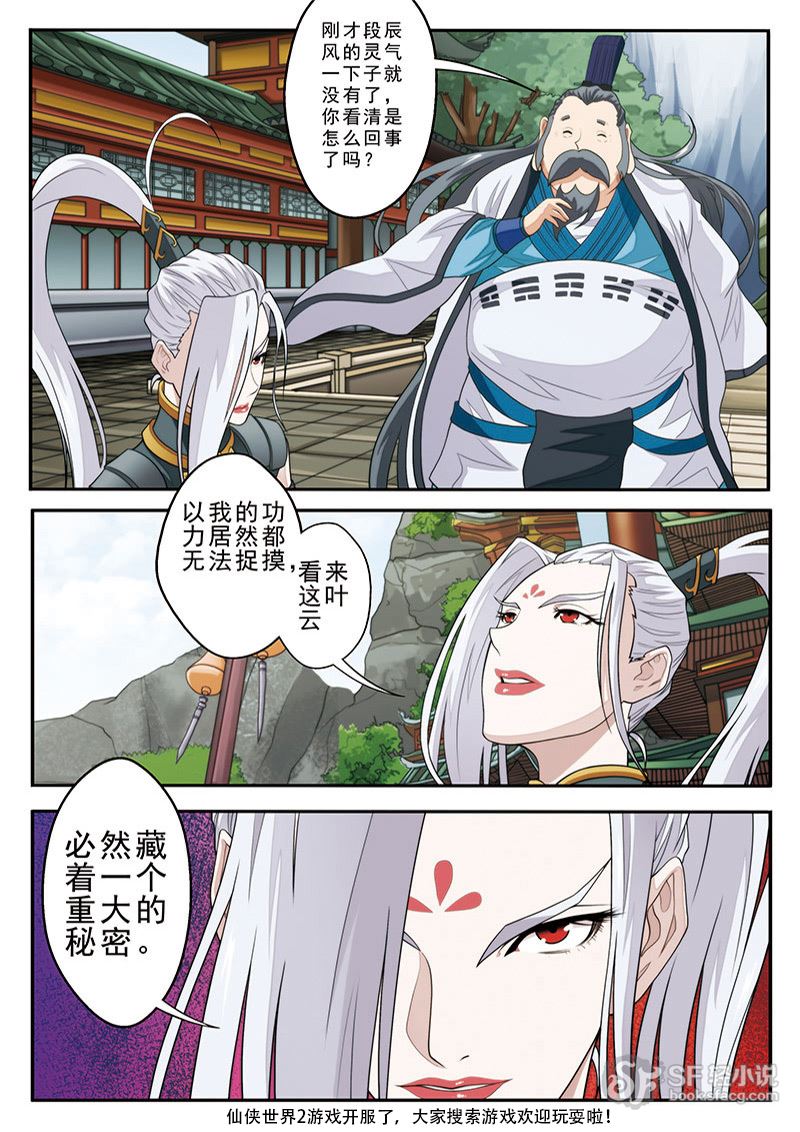 刚才段辰
风的灵气
一下子就
没有了，
你看清是
怎么回事
了吗？
以我的功
力居然都
无法捉摸，
看来
这叶
云
必然藏
着一个
重大的
秘密。
SF轻小说
book.sfacg.com
仙侠世界2游戏开服了，大家搜索游戏欢迎玩耍啦！